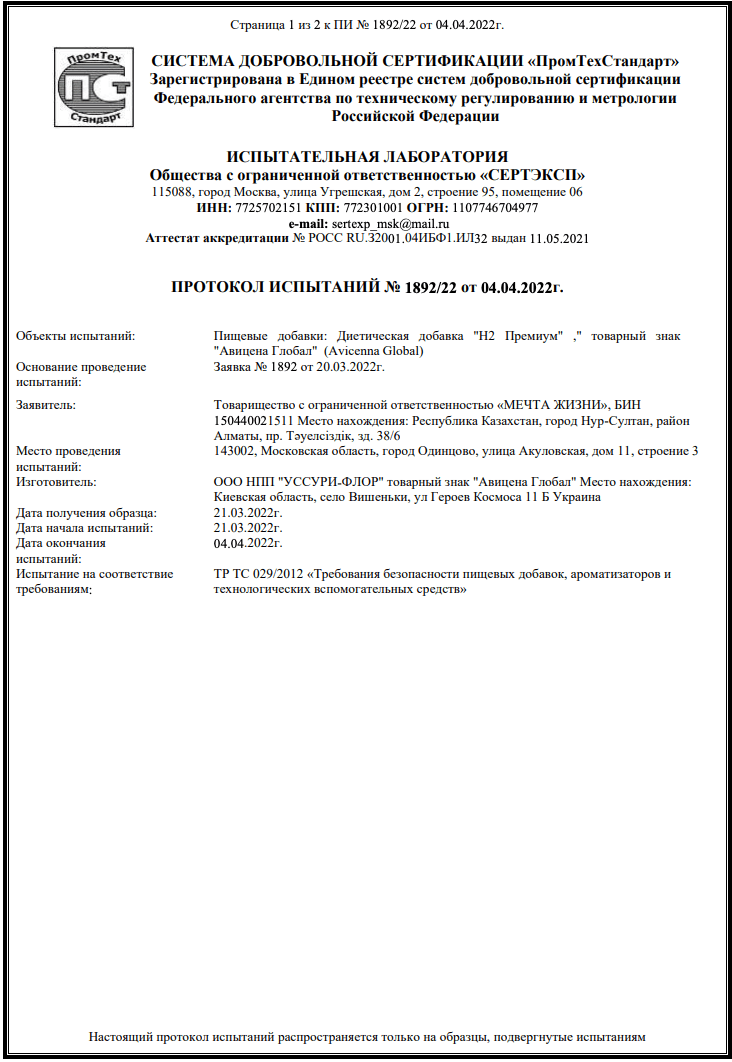 Страница 1 из 2 к ПИ № 1892/22 от 04.04.2022г.
ПромТех
ПСт
Стандарт
СИСТЕМА ДОБРОВОЛЬНОЙ СЕРТИФИКАЦИИ «ПромТехСтандарт»
Зарегистрирована в Едином реестре систем добровольной сертификации
Федерального агентства по техническому регулированию и метрологии
Российской Федерации
ИСПЫТАТЕЛЬНАЯ ЛАБОРАТОРИЯ
Общества с ограниченной ответственностью «СЕРТЭКСП»
115088, город Москва, улица Угрешская, дом 2, строение 95, помещение 06
ИНН: 7725702151 КПП: 772301001 ОГРН: 1107746704977
e-mail: sertexp_msk@mail.ru
Аттестат аккредитации № РОСС RU.32001.04ИБФ1.ИЛ32 выдан 11.05.2021
ПРОТОКОЛ ИСПЫТАНИЙ № 1892/22 от 04.04.2022г.
Объекты испытаний: Пищевые добавки: Диетическая добавка "Н2 Премиум" ," товарный знак
"Авицена Глобал" (Avicenna Global)
Основание проведение Заявка № 1892 от 20.03.2022г.
испытаний:
Заявитель: Товарищество с ограниченной ответственностью «МЕЧТА ЖИЗНИ», БИН
150440021511 Место нахождения: Республика Казахстан, город Нур-Султан, район
Алматы, пр. Тәуелсіздік, зд. 38/6
Место проведения 143002, Московская область, город Одинцово, улица Акуловская, дом 11, строение 3
испытаний:
Изготовитель: ООО НПП "УССУРИ-ФЛОР" товарный знак "Авицена Глобал" Место нахождения:
Киевская область, село Вишеньки, ул Героев Космоса 11 Б Украина
Дата получения образца: 21.03.2022г.
Дата начала испытаний: 21.03.2022г.
Дата окончания 04.04.2022г.
испытаний:
Испытание на соответствие ТР ТС 029/2012 «Требования безопасности пищевых добавок, ароматизаторов и
требованиям: технологических вспомогательных средств»
Настоящий протокол испытаний распространяется только на образцы, подвергнутые испытаниям